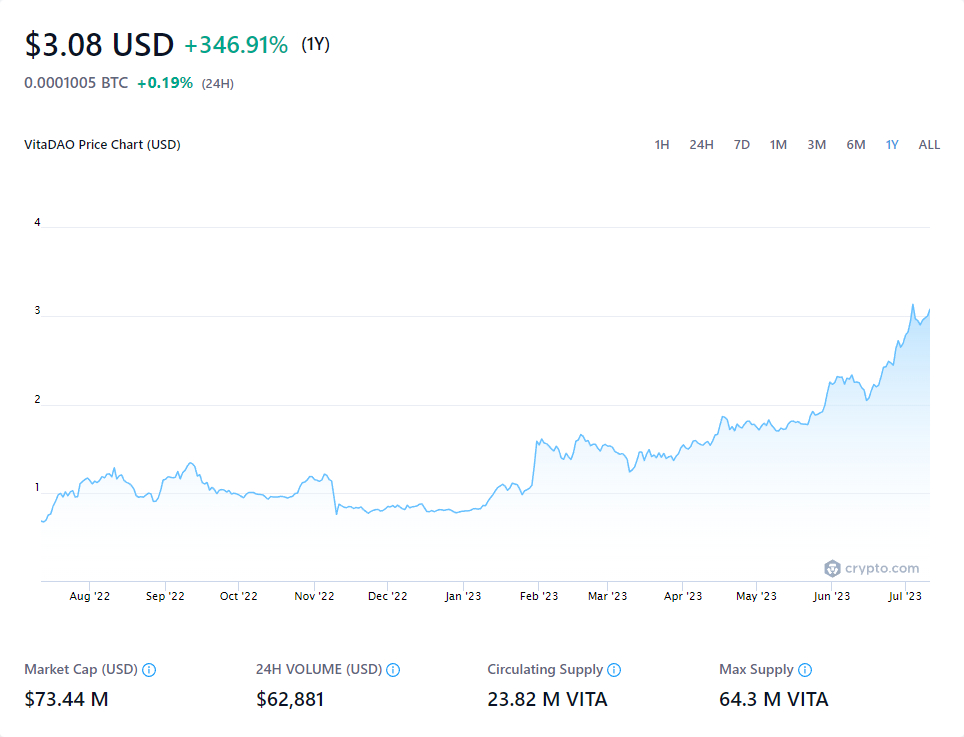 $3.08 USD +346.91% (1Y)
0.0001005 BTC +0.19% (24H)
VitaDAO Price Chart (USD) 1H 24H 7D 1M 3M 6M 1Y ALL
4
3
2
1
crypto.com
Aug '22 Sep '22 Oct '22 Nov '22 Dec '22 Jan '23 Feb '23 Mar '23 Apr '23 May '23 Jun '23 Jul '23
Market Cap (USD) 24H VOLUME (USD) Circulating Supply Max Supply
$73.44 M $62,881 23.82 M VITA 64.3 M VITA